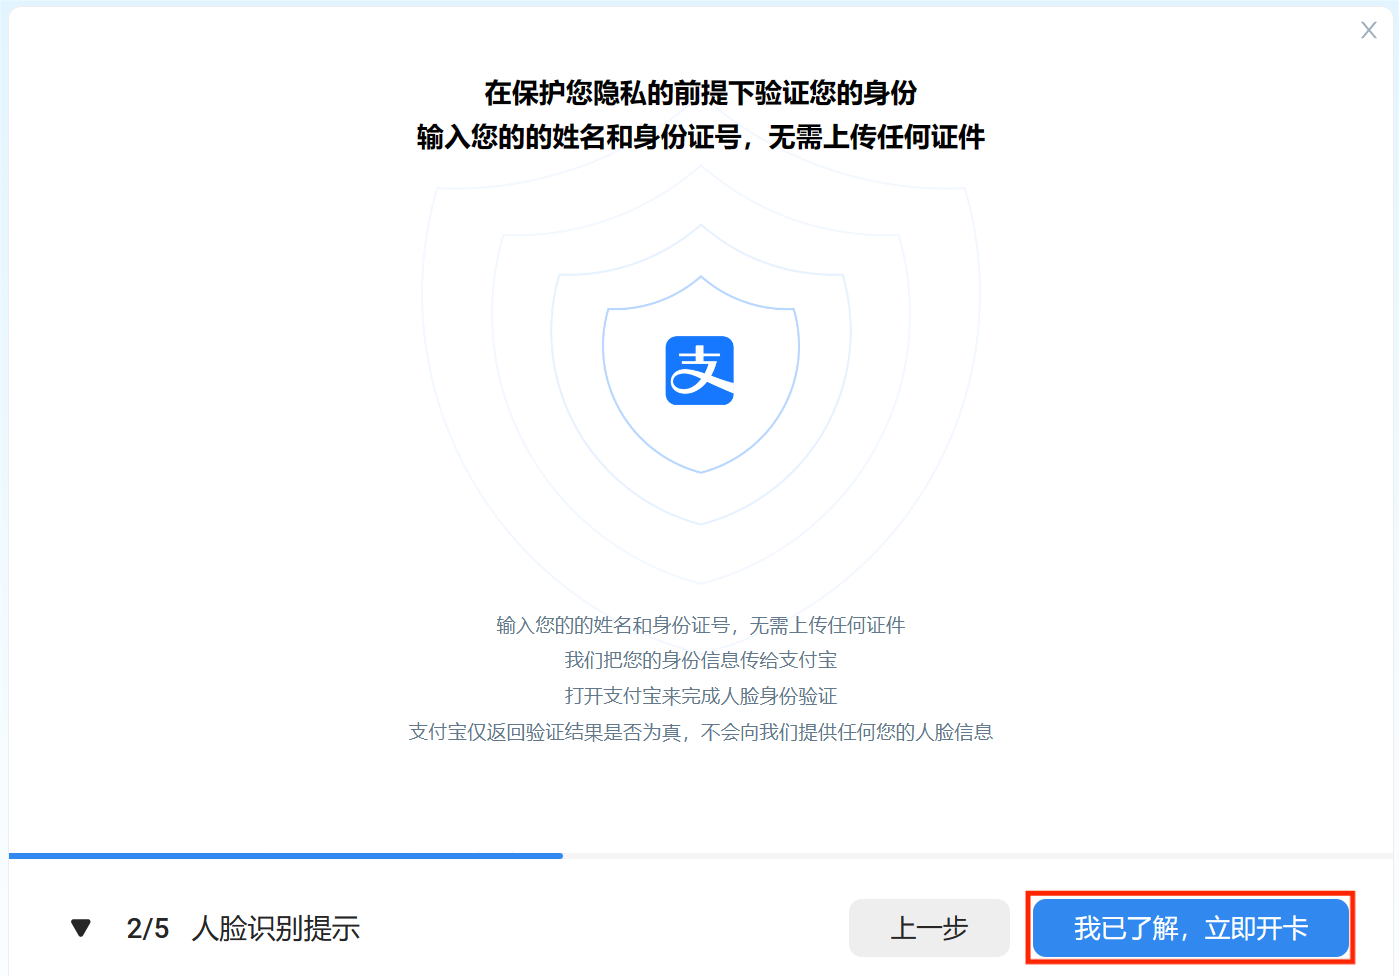 X
在保护您隐私的前提下验证您的身份
输入您的的姓名和身份证号，无需上传任何证件
支
输入您的的姓名和身份证号，无需上传任何证件
我们把您的身份信息传给支付宝
打开支付宝来完成人脸身份验证
支付宝仅返回验证结果是否为真，不会向我们提供任何您的人脸信息
2/5 人脸识别提示
上一步
我已了解，立即开卡